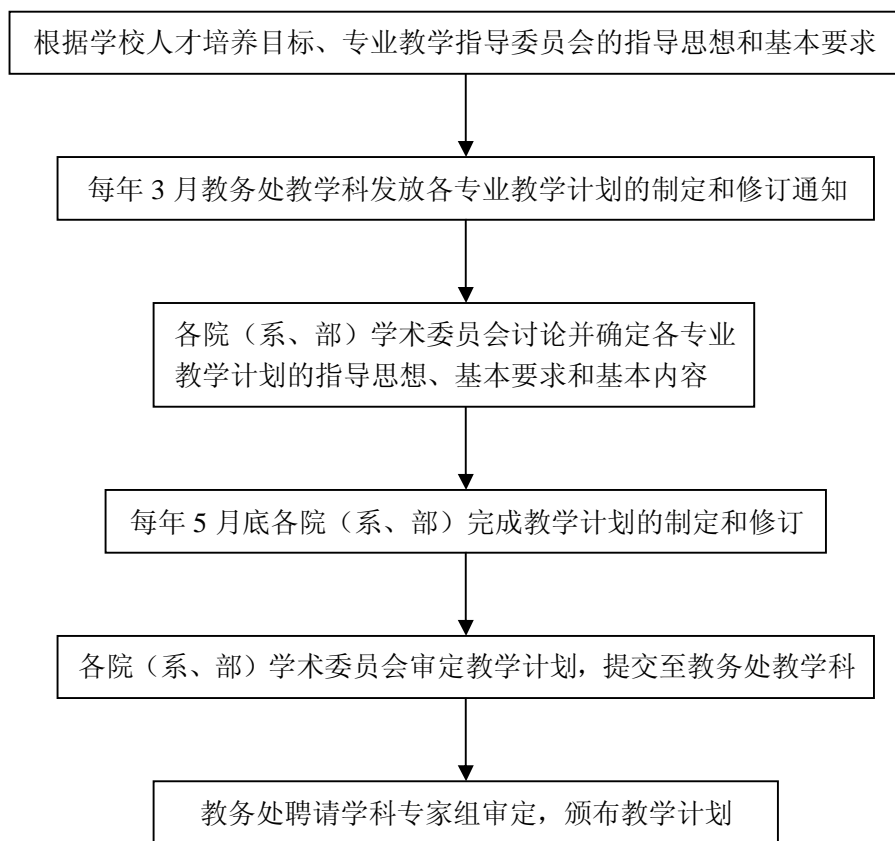 根据学校人才培养目标、专业教学指导委员会的指导思想和基本要求
每年 3 月教务处教学科发放各专业教学计划的制定和修订通知
各院（系、部）学术委员会讨论并确定各专业
教学计划的指导思想、基本要求和基本内容
每年 5 月底各院（系、部）完成教学计划的制定和修订
各院（系、部）学术委员会审定教学计划，提交至教务处教学科
教务处聘请学科专家组审定，颁布教学计划